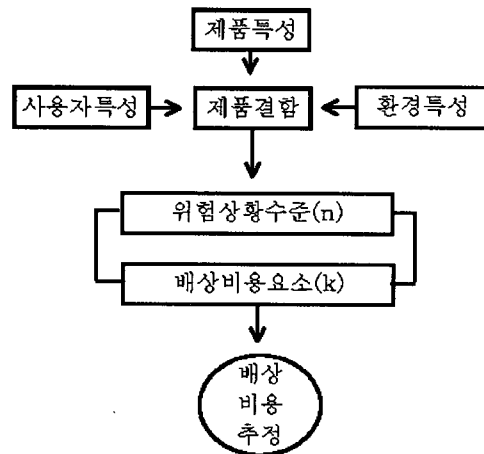 제품특성
사용자특성
제품결함
환경특성
위험상황수준(n)
배상비용요소(k)
배상
비용
추정